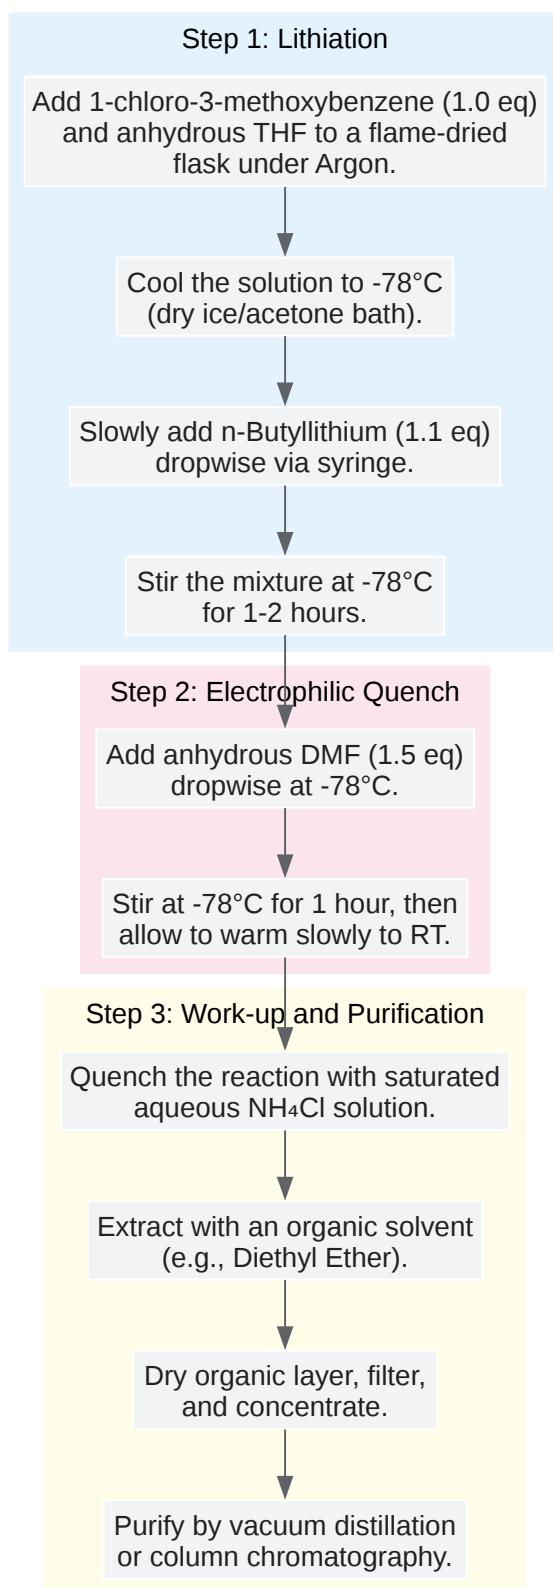 Step 1: Lithiation
Add 1-chloro-3-methoxybenzene (1.0 eq)
and anhydrous THF to a flame-dried
flask under Argon.
Cool the solution to -78°C
(dry ice/acetone bath).
Slowly add n-Butyllithium (1.1 eq)
dropwise via syringe.
Stir the mixture at -78°C
for 1-2 hours.
Step 2: Electrophilic Quench
Add anhydrous DMF (1.5 eq)
dropwise at -78°C.
Stir at -78°C for 1 hour, then
allow to warm slowly to RT.
Step 3: Work-up and Purification
Quench the reaction with saturated
aqueous NH₄Cl solution.
Extract with an organic solvent
(e.g., Diethyl Ether).
Dry organic layer, filter,
and concentrate.
Purify by vacuum distillation
or column chromatography.